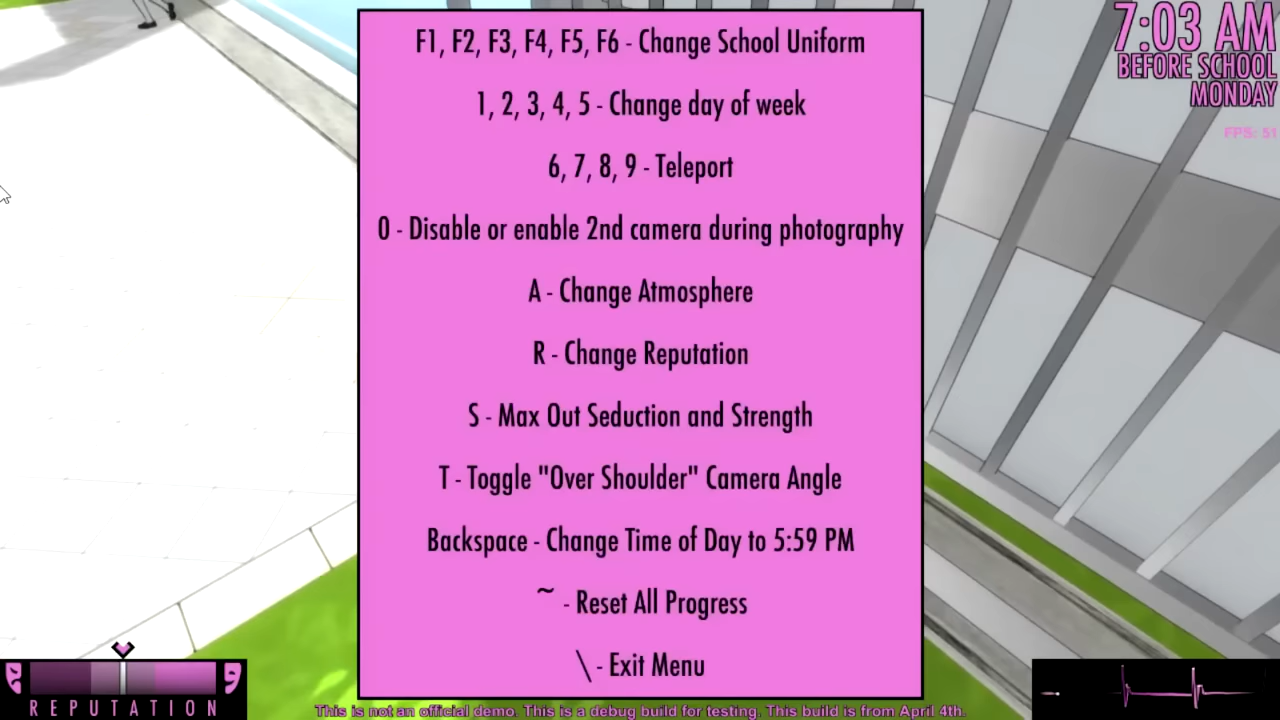 F1, F2, F3, F4, F5, F6 - Change School Uniform
1, 2, 3, 4, 5 - Change day of week
6, 7, 8, 9 - Teleport
0 - Disable or enable 2nd camera during photography
A - Change Atmosphere
R - Change Reputation
S - Max Out Seduction and Strength
T - Toggle "Over Shoulder" Camera Angle
Backspace - Change Time of Day to 5:59 PM
~ - Reset All Progress
\ - Exit Menu
7:03 AM
BEFORE SCHOOL
MONDAY
FPS: 51
REPUTATION
This is not an official demo. This is a debug build for testing. This build is from April 4th.